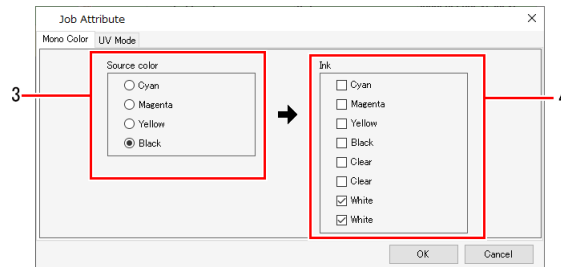 Job Attribute
Mono Color UV Mode
Source color
Cyan
Magenta
Yellow
Black
3
Ink
Cyan
Magenta
Yellow
Black
Clear
Clear
White
White
OK Cancel